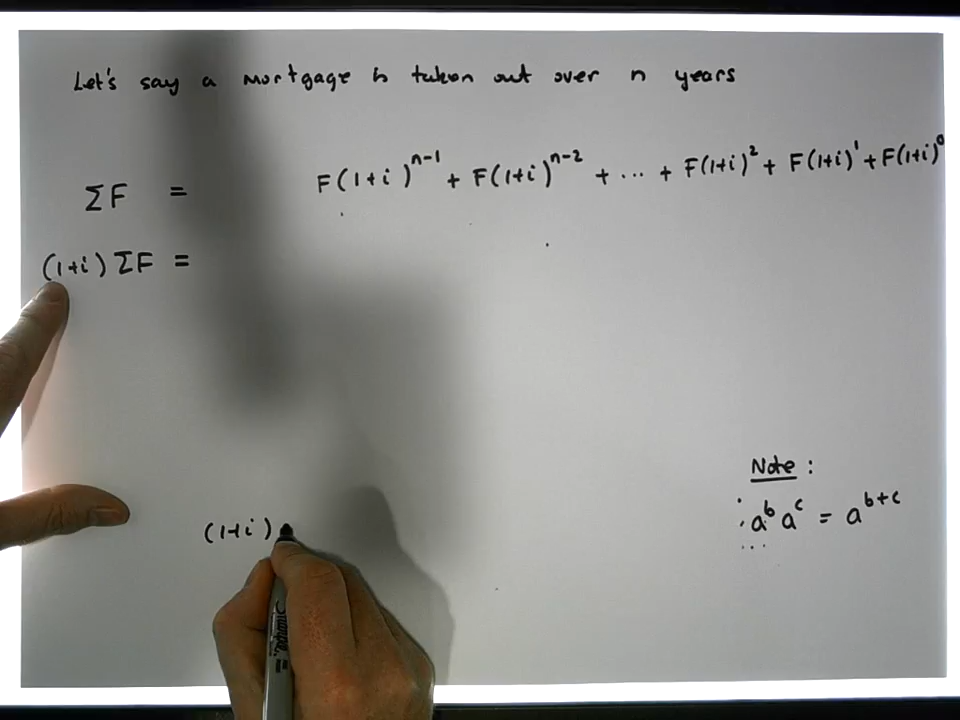 Let's say a mortgage is taken out over n years
ΣF = F(1+i)^{n-1} + F(1+i)^{n-2} + ... + F(1+i)^2 + F(1+i)^1 + F(1+i)^0
(1+i) ΣF =
Note :
a^b a^c = a^{b+c}
...
(1+i)
Sharpie